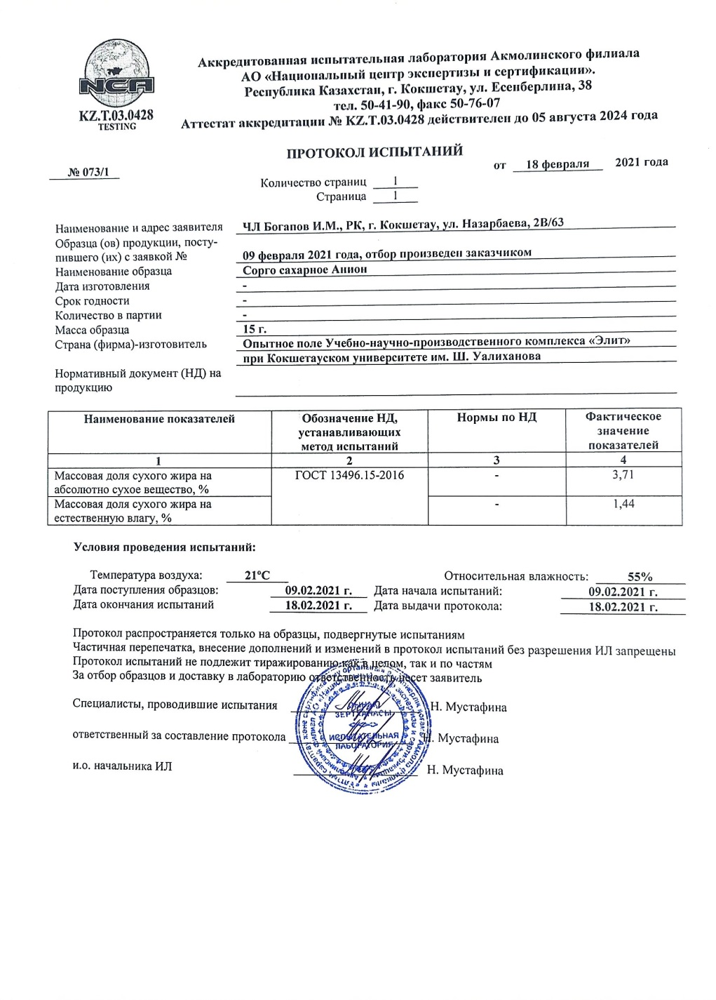 Аккредитованная испытательная лаборатория Акмолинского филиала
АО «Национальный центр экспертизы и сертификации».
Республика Казахстан, г. Кокшетау, ул. Есенберлина, 38
тел. 50-41-90, факс 50-76-07
Аттестат аккредитации № KZ.T.03.0428 действителен до 05 августа 2024 года
NCA
KZ.T.03.0428
TESTING
ПРОТОКОЛ ИСПЫТАНИЙ
№ 073/1 от 18 февраля 2021 года
Количество страниц 1
Страница 1
Наименование и адрес заявителя ЧЛ Богапов И.М., РК, г. Кокшетау, ул. Назарбаева, 2В/63
Образца (ов) продукции, посту-
пившего (их) с заявкой № 09 февраля 2021 года, отбор произведен заказчиком
Наименование образца Сорго сахарное Анион
Дата изготовления -
Срок годности -
Количество в партии -
Масса образца 15 г.
Страна (фирма)-изготовитель Опытное поле Учебно-научно-производственного комплекса «Элит»
при Кокшетауском университете им. Ш. Уалиханова
Нормативный документ (НД) на
продукцию
Наименование показателей Обозначение НД, устанавливающих метод испытаний Нормы по НД Фактическое значение показателей
1 2 3 4
Массовая доля сухого жира на абсолютно сухое вещество, % ГОСТ 13496.15-2016 - 3,71
Массовая доля сухого жира на естественную влагу, % - 1,44
Условия проведения испытаний:
Температура воздуха: 21ºС Относительная влажность: 55%
Дата поступления образцов: 09.02.2021 г. Дата начала испытаний: 09.02.2021 г.
Дата окончания испытаний 18.02.2021 г. Дата выдачи протокола: 18.02.2021 г.
Протокол распространяется только на образцы, подвергнутые испытаниям
Частичная перепечатка, внесение дополнений и изменений в протокол испытаний без разрешения ИЛ запрещены
Протокол испытаний не подлежит тиражированию как в целом, так и по частям
За отбор образцов и доставку в лабораторию ответственность несет заявитель
Специалисты, проводившие испытания Н. Мустафина
ответственный за составление протокола Н. Мустафина
и.о. начальника ИЛ Н. Мустафина
ЗЕРТХАНАСЫ
ИСПЫТАТЕЛЬНАЯ
ЛАБОРАТОРИЯ